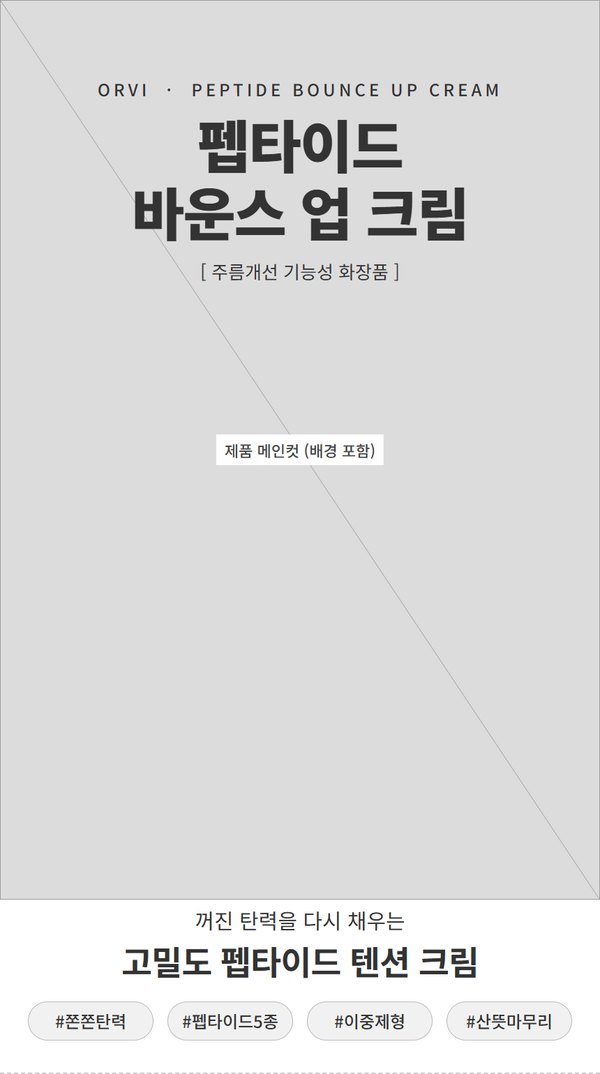 ORVI · PEPTIDE BOUNCE UP CREAM
펩타이드
바운스 업 크림
[ 주름개선 기능성 화장품 ]
제품 메인컷 (배경 포함)
꺼진 탄력을 다시 채우는
고밀도 펩타이드 텐션 크림
#쫀쫀탄력 #펩타이드5종 #이중제형 #산뜻마무리